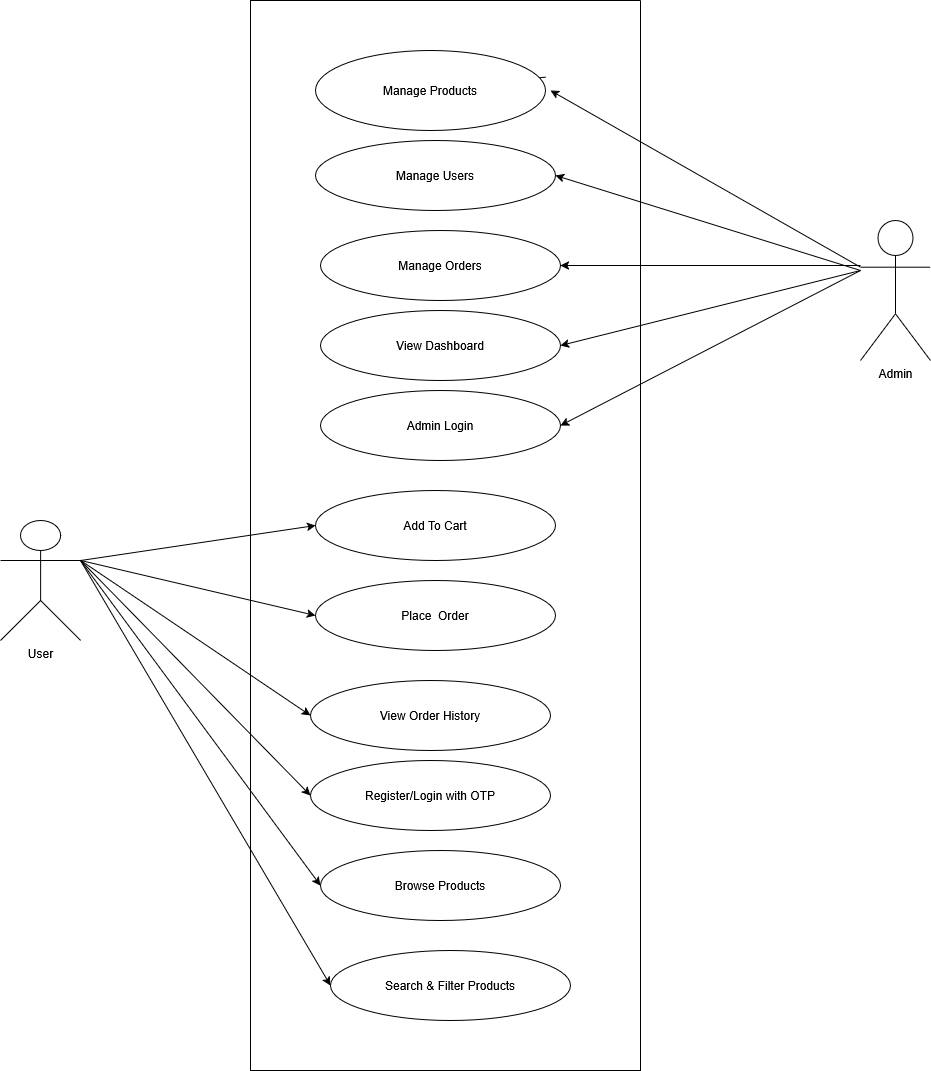 Manage Products
Manage Users
Manage Orders
View Dashboard
Admin Login
Admin
Add To Cart
Place  Order
User
View Order History
Register/Login with OTP
Browse Products
Search & Filter Products